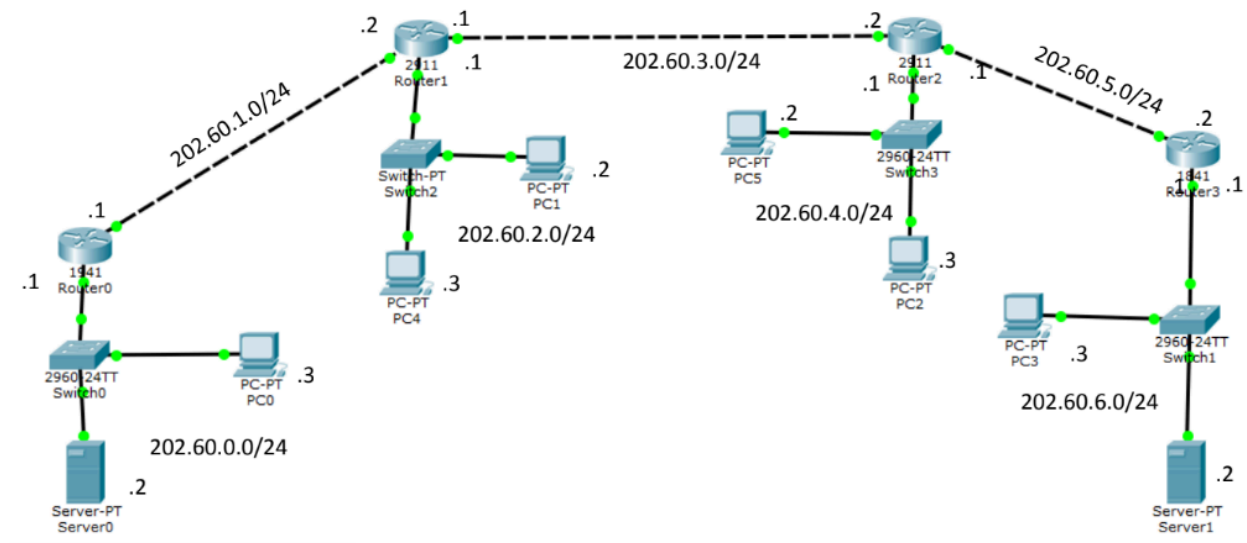 .2
.1
2911
Router1
.1
202.60.3.0/24
.2
2911
Router2
.1
.1
202.60.5.0/24
.2
1841
Router3
.1
.1
202.60.1.0/24
.1
1941
Router0
.1
Switch-PT
Switch2
PC-PT
PC1
.2
202.60.2.0/24
PC-PT
PC4
.3
PC-PT
PC5
.2
2960-24TT
Switch3
202.60.4.0/24
PC-PT
PC2
.3
2960-24TT
Switch0
PC-PT
PC0
.3
202.60.0.0/24
Server-PT
Server0
.2
PC-PT
PC3
.3
2960-24TT
Switch1
202.60.6.0/24
Server-PT
Server1
.2